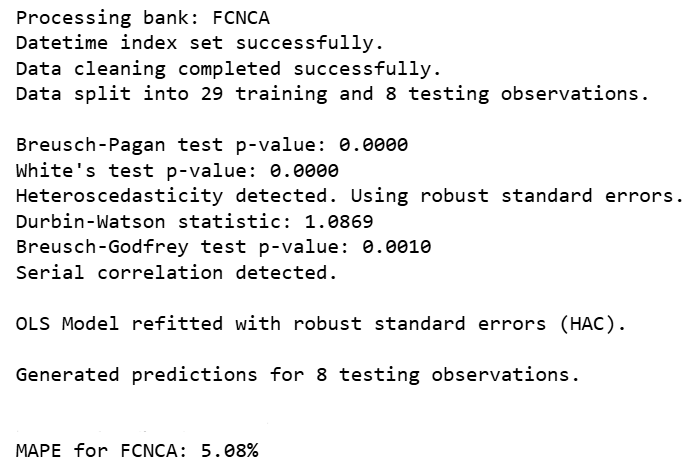 Processing bank: FCNCA
Datetime index set successfully.
Data cleaning completed successfully.
Data split into 29 training and 8 testing observations.
Breusch-Pagan test p-value: 0.0000
White's test p-value: 0.0000
Heteroscedasticity detected. Using robust standard errors.
Durbin-Watson statistic: 1.0869
Breusch-Godfrey test p-value: 0.0010
Serial correlation detected.
OLS Model refitted with robust standard errors (HAC).
Generated predictions for 8 testing observations.
MAPE for FCNCA: 5.08%